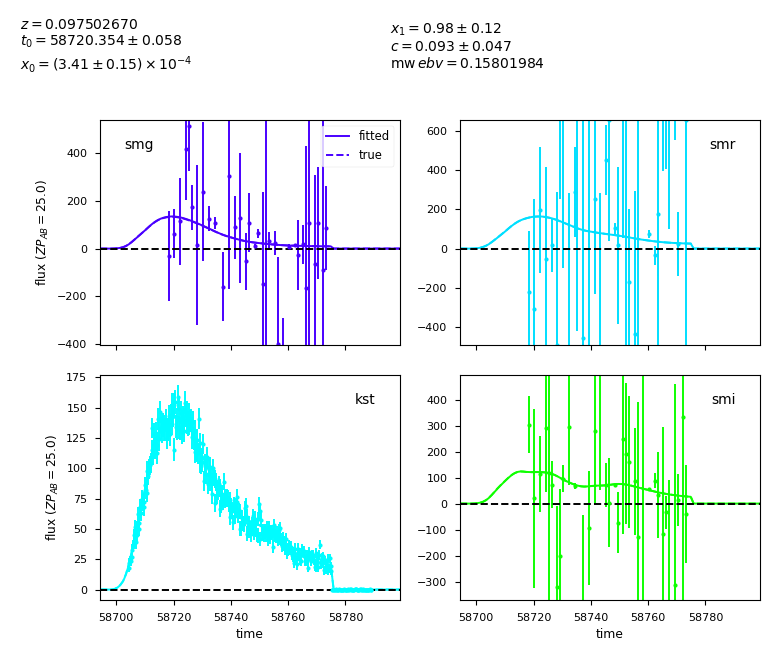 z = 0.097502670
t₀ = 58720.354 ± 0.058
x₀ = (3.41 ± 0.15) × 10⁻⁴
x₁ = 0.98 ± 0.12
c = 0.093 ± 0.047
mw ebv = 0.15801984
smg
fitted
true
400
200
0
−200
−400
flux (ZP_AB = 25.0)
smr
600
400
200
0
−200
−400
kst
175
150
125
100
75
50
25
0
flux (ZP_AB = 25.0)
58700 58720 58740 58760 58780
time
smi
400
300
200
100
0
−100
−200
−300
58700 58720 58740 58760 58780
time